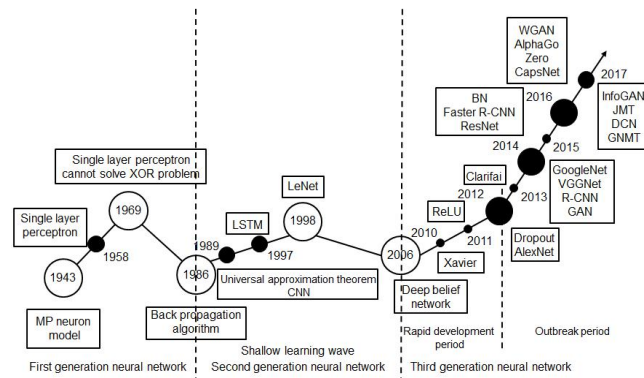 WGAN
AlphaGo
Zero
CapsNet
2017
BN
Faster R-CNN
ResNet
2016
InfoGAN
JMT
DCN
GNMT
2015
2014
Single layer perceptron
cannot solve XOR problem
Clarifai
2013
GoogleNet
VGGNet
R-CNN
GAN
LeNet
2012
ReLU
1969
Single layer
perceptron
LSTM
1998
2010
2011
Dropout
AlexNet
1958
1989
1997
2006
Xavier
1943
1986
Universal approximation theorem
CNN
Deep belief
network
MP neuron
model
Back propagation
algorithm
Rapid development
period
Outbreak period
Shallow learning wave
First generation neural network
Second generation neural network
Third generation neural network